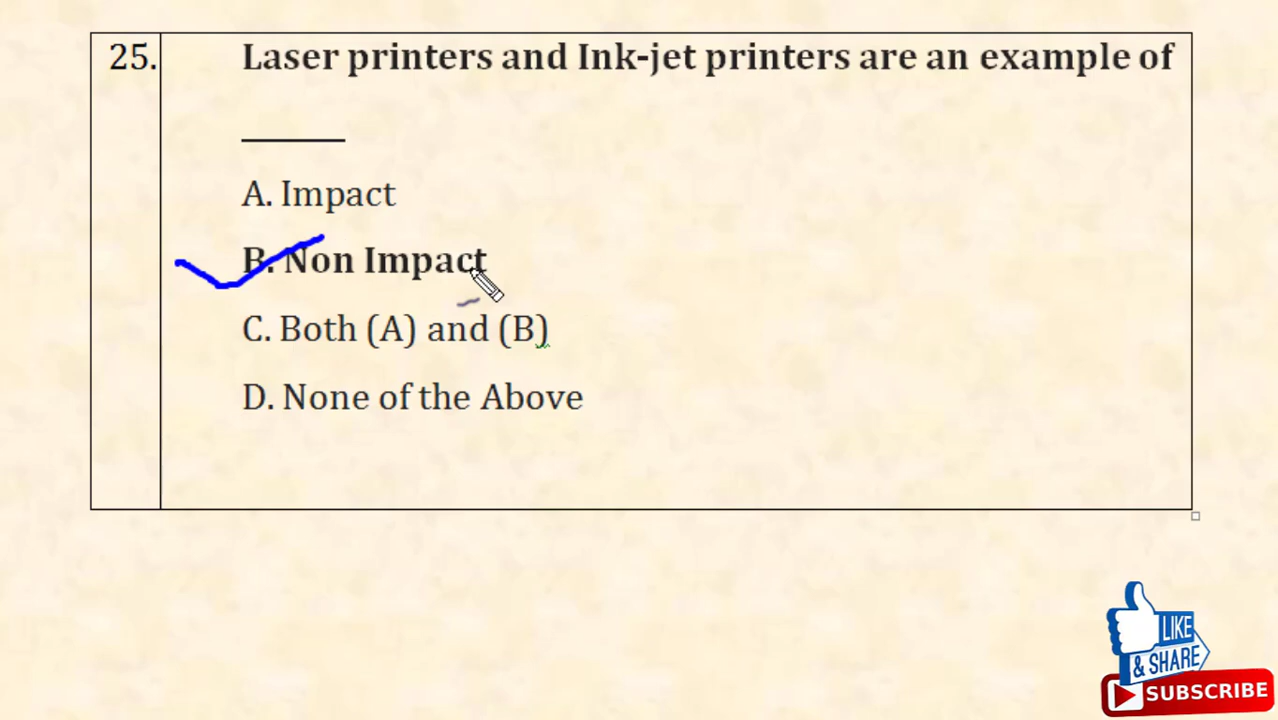 25. Laser printers and Ink-jet printers are an example of
______
A. Impact
B. Non Impact
C. Both (A) and (B)
D. None of the Above
LIKE
& SHARE
SUBSCRIBE